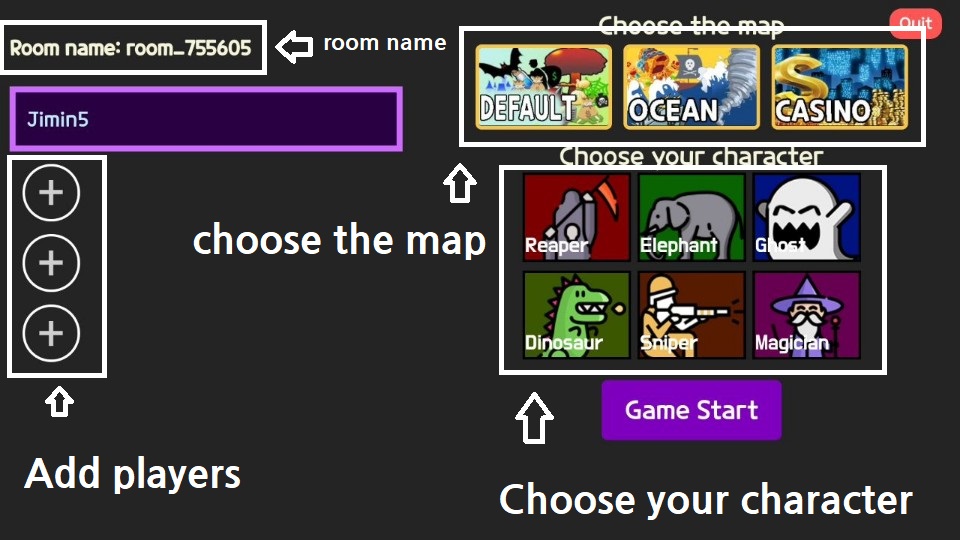 Room name: room_755605
room name
Jimin5
Add players
Choose the map
Quit
DEFAULT
OCEAN
CASINO
choose the map
Choose your character
Reaper
Elephant
Ghost
Dinosaur
Sniper
Magician
Game Start
Choose your character